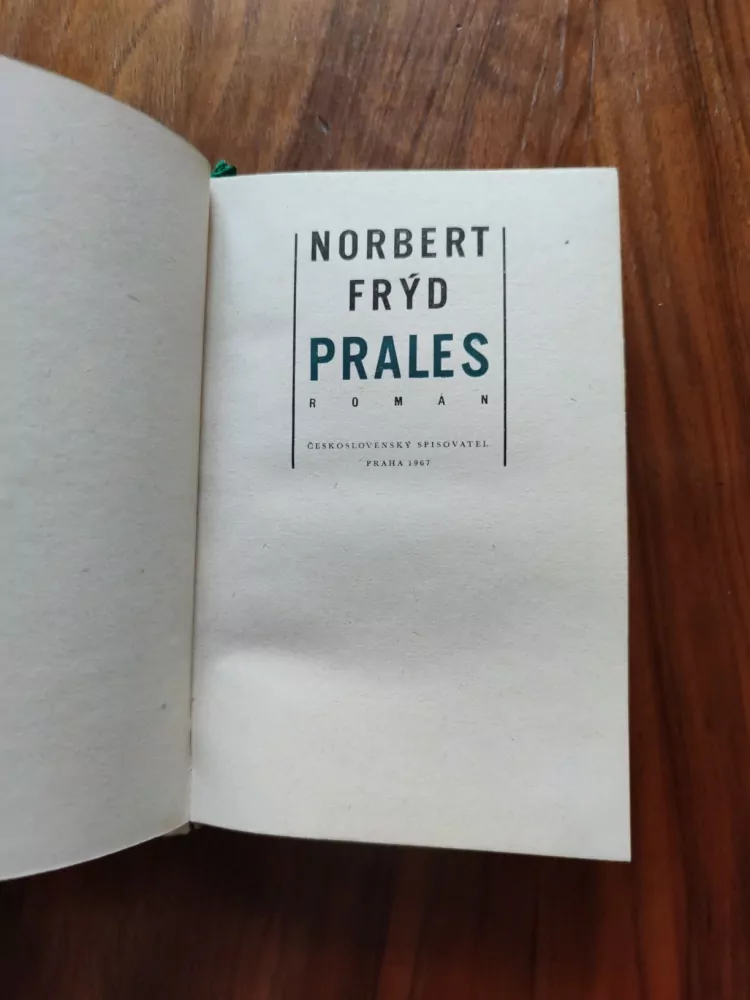 NORBERT
FRÝD
PRALES
ROMÁN
ČESKOSLOVENSKÝ SPISOVATEL
PRAHA 1967